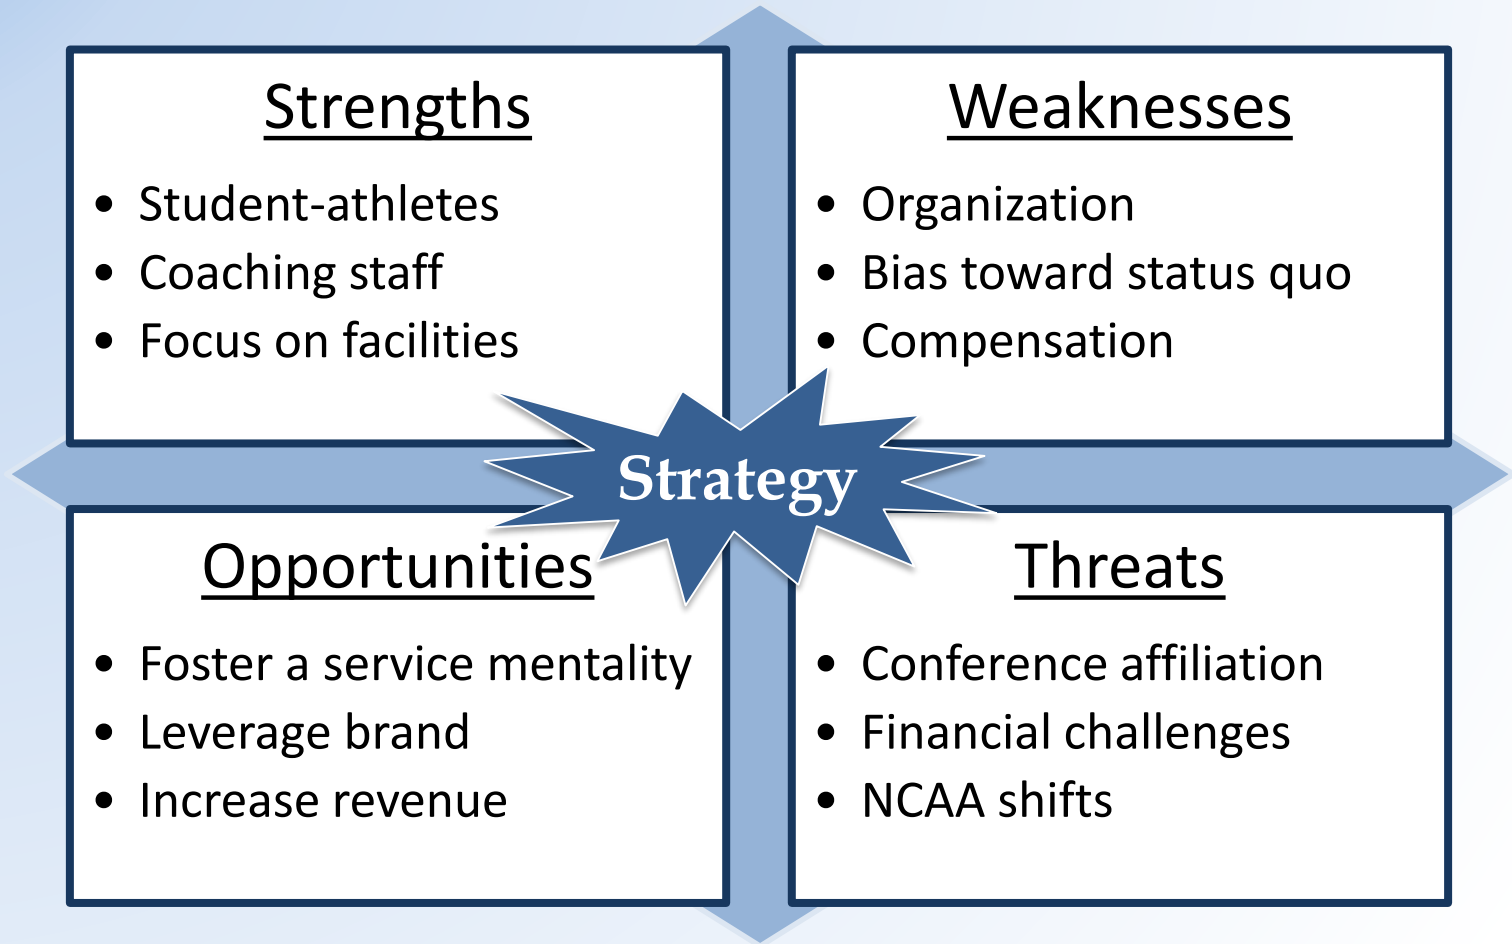 Strengths
• Student-athletes
• Coaching staff
• Focus on facilities
Weaknesses
• Organization
• Bias toward status quo
• Compensation
Strategy
Opportunities
• Foster a service mentality
• Leverage brand
• Increase revenue
Threats
• Conference affiliation
• Financial challenges
• NCAA shifts